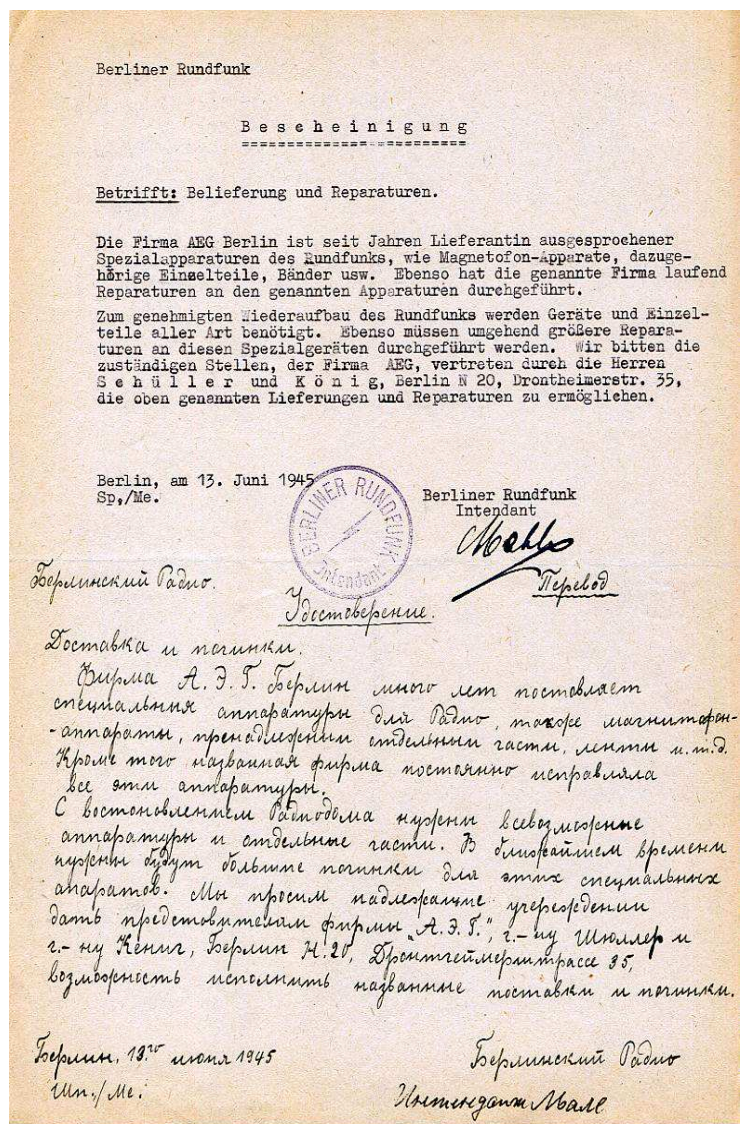 Berliner Rundfunk
B e s c h e i n i g u n g
=========================
Betrifft: Belieferung und Reparaturen.
Die Firma AEG Berlin ist seit Jahren Lieferantin ausgesprochener
Spezialapparaturen des Rundfunks, wie Magnetofon-Apparate, dazuge-
hörige Einzelteile, Bänder usw. Ebenso hat die genannte Firma laufend
Reparaturen an den genannten Apparaturen durchgeführt.
Zum genehmigten Wiederaufbau des Rundfunks werden Geräte und Einzel-
teile aller Art benötigt. Ebenso müssen umgehend größere Repara-
turen an diesen Spezialgeräten durchgeführt werden. Wir bitten die
zuständigen Stellen, der Firma AEG, vertreten durch die Herren
S c h ü l l e r und K ö n i g, Berlin N 20, Drontheimerstr. 35,
die oben genannten Lieferungen und Reparaturen zu ermöglichen.
Berlin, am 13. Juni 1945
Sp,/Me.
BERLINER RUNDFUNK
Intendant
Berliner Rundfunk
Intendant
Берлинский Радио.
Перевод
Удостоверение.
Доставка и починки.
Фирма А.Э.Г. Берлин много лет поставляет
специальния аппаратуры для Радио, также магнитофон-
-аппараты, пренадлежнии отдельныи части, ленты и.т.д.
Кроме того названная фирма постоянно исправляла
все эти аппаратуры.
С востоновлением Радиодома нужны всевозможные
аппаратуры и отдельные части. В ближайшем времени
нужны будут большие починки для этих специальных
апаратов. Мы просим надлежащие учереждении
дать представителям фирмы "А.Э.Г.", г.-ну Шюллер и
г.-ну Кениг, Берлин Н.20, Дронтгеймерштрассе 35,
возможность исполнить названные поставки и починки.
Берлин, 13го июня 1945
Шп./Ме.
Берлинский Радио
Интендант Мале